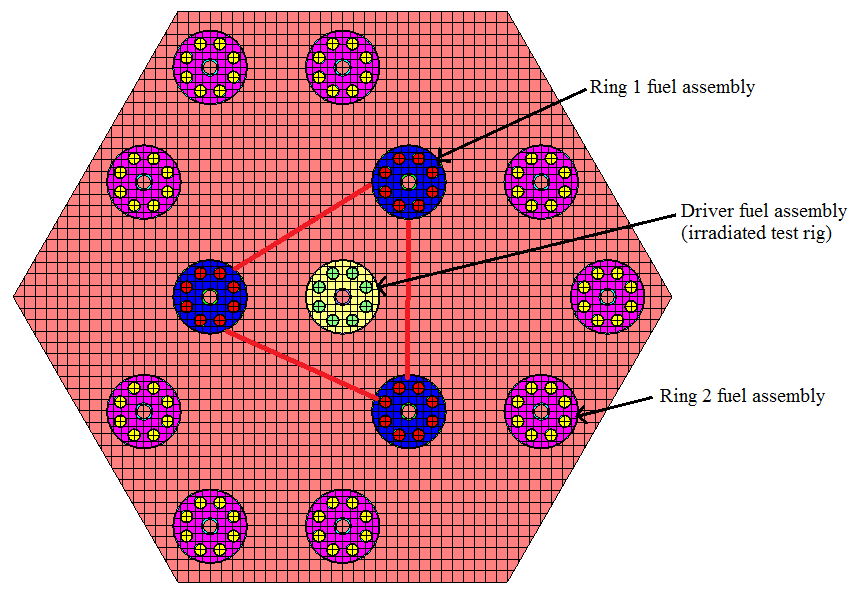 Ring 1 fuel assembly
Driver fuel assembly
(irradiated test rig)
Ring 2 fuel assembly